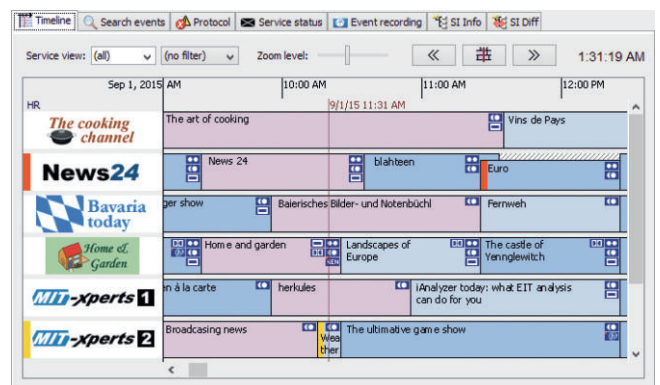 Timeline Search events Protocol Service status Event recording SI Info SI Diff
Service view: (all) (no filter) Zoom level: 1:31:19 AM
Sep 1, 2015 AM 10:00 AM 11:00 AM 12:00 PM
HR 9/1/15 11:31 AM
The cooking
channel
The art of cooking Vins de Pays
News24
News 24 blahteen Euro
Bavaria
today
ger show Baierisches Bilder- und Notenbüchl Fernweh
Home &
Garden
Home and garden
Landscapes of
Europe
The castle of
Yennglewitch
MIT-xperts 1
en à la carte herkules
iAnalyzer today: what EIT analysis
can do for you
MIT-xperts 2
Broadcasing news
Wea
ther
The ultimative game show